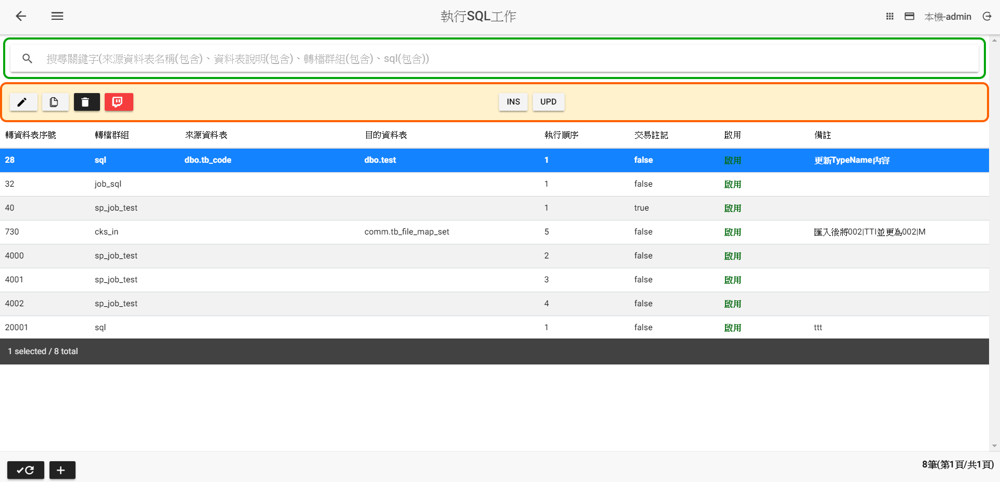 執行SQL工作
本機-admin
搜尋關鍵字(來源資料表名稱(包含)、資料表說明(包含)、轉檔群組(包含)、sql(包含))
INS UPD
轉資料表序號 轉檔群組 來源資料表 目的資料表 執行順序 交易註記 啟用 備註
28 sql dbo.tb_code dbo.test 1 false 啟用 更新TypeName內容
32 job_sql 1 false 啟用
40 sp_job_test 1 true 啟用
730 cks_in comm.tb_file_map_set 5 false 啟用 匯入後將002|TTI並更為002|M
4000 sp_job_test 2 false 啟用
4001 sp_job_test 3 false 啟用
4002 sp_job_test 4 false 啟用
20001 sql 1 false 啟用 ttt
1 selected / 8 total
8筆(第1頁/共1頁)